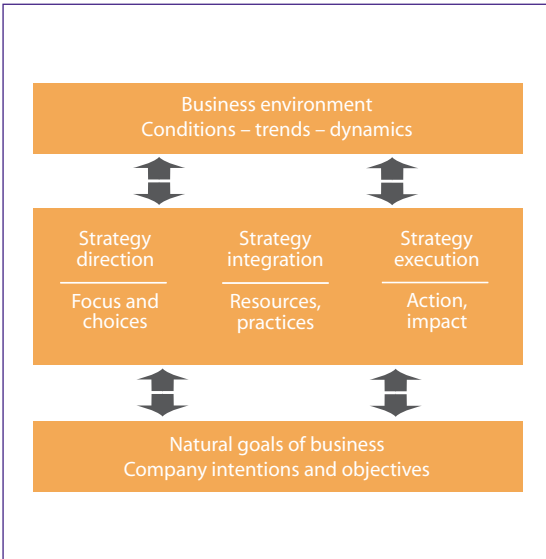 Business environment
Conditions – trends – dynamics
Strategy
direction
Focus and
choices
Strategy
integration
Resources,
practices
Strategy
execution
Action,
impact
Natural goals of business
Company intentions and objectives